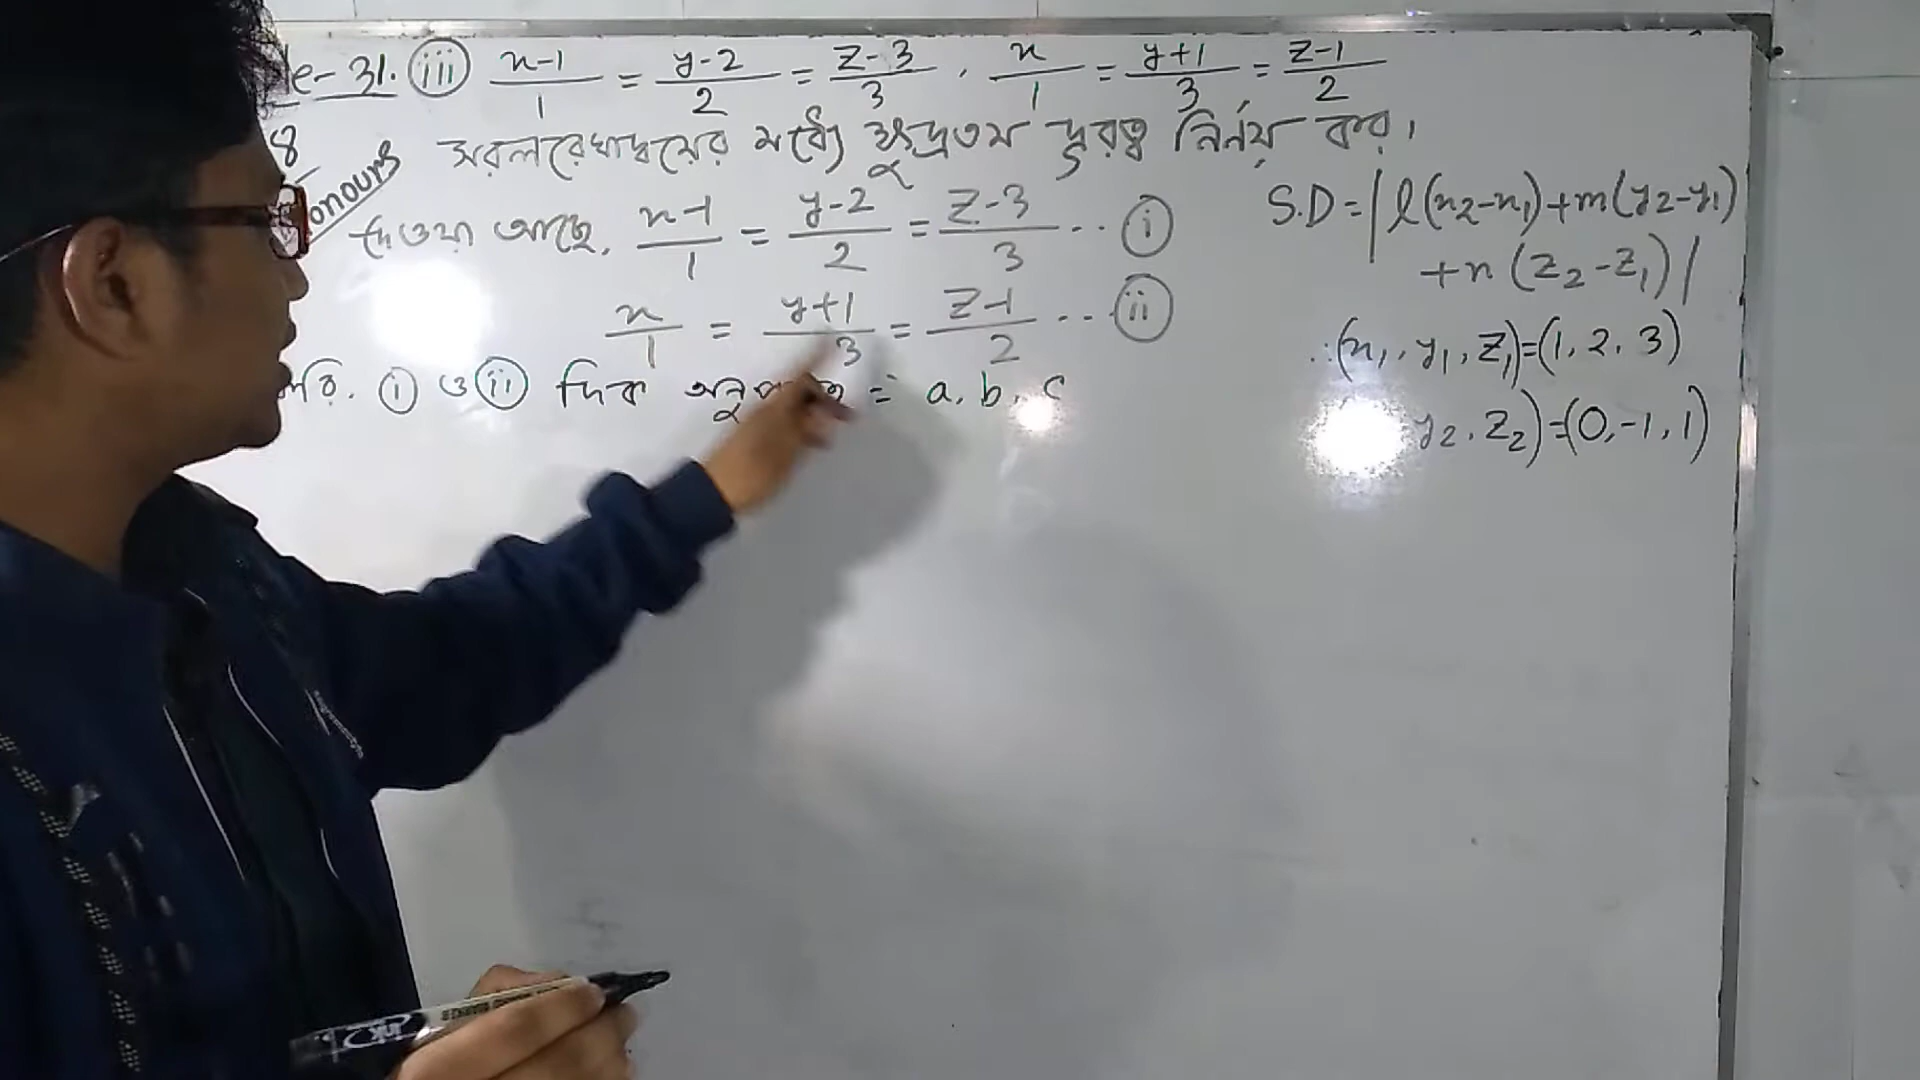 e-31. (iii) x-1/1 = y-2/2 = z-3/3, x/1 = y+1/3 = z-1/2
8
onours
সরলরেখাদ্বয়ের মধ্যে ক্ষুদ্রতম দূরত্ব নির্ণয় কর।
দেওয়া আছে, x-1/1 = y-2/2 = z-3/3 ... (i)
x/1 = y+1/3 = z-1/2 ... (ii)
(i) ও (ii) দিক = a, b, c
S.D = | l(x₂-x₁)+m(y₂-y₁)
+n(z₂-z₁) |
∴ (x₁, y₁, z₁)=(1, 2, 3)
y₂, z₂)=(0, -1, 1)